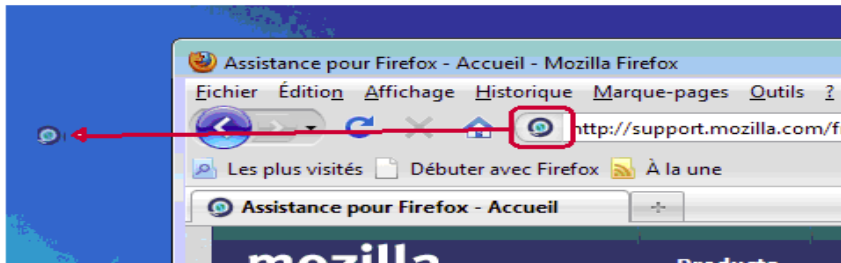 Assistance pour Firefox - Accueil - Mozilla Firefox
Fichier Édition Affichage Historique Marque-pages Outils ?
http://support.mozilla.com/f
Les plus visités Débuter avec Firefox À la une
Assistance pour Firefox - Accueil
mozilla Products